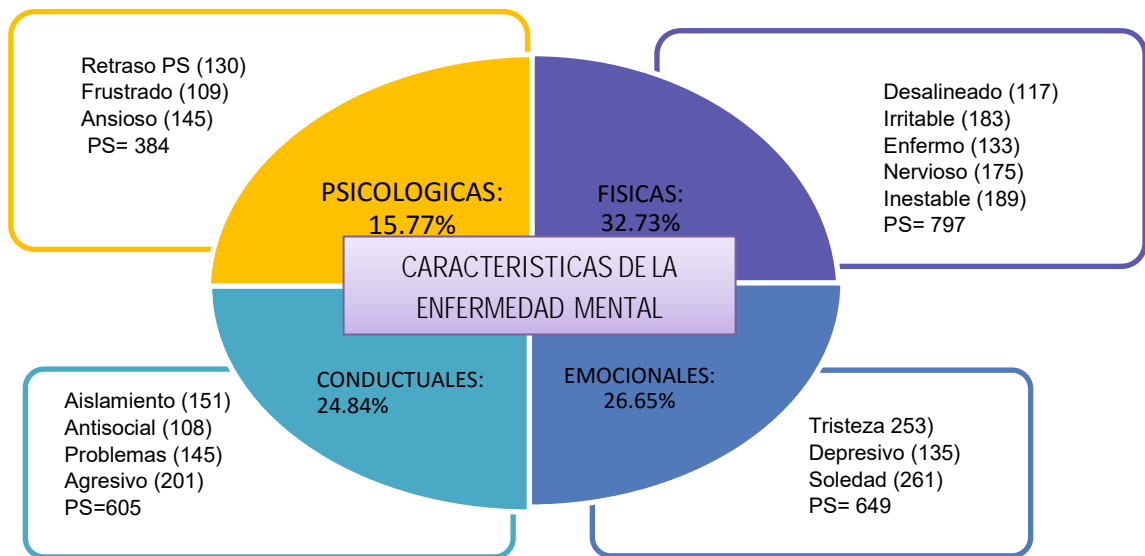 Retraso PS (130)
Frustrado (109)
Ansioso (145)
PS= 384
Desalineado (117)
Irritable (183)
Enfermo (133)
Nervioso (175)
Inestable (189)
PS= 797
PSICOLOGICAS:
15.77%
FISICAS:
32.73%
CARACTERISTICAS DE LA
ENFERMEDAD MENTAL
CONDUCTUALES:
24.84%
EMOCIONALES:
26.65%
Aislamiento (151)
Antisocial (108)
Problemas (145)
Agresivo (201)
PS=605
Tristeza 253)
Depresivo (135)
Soledad (261)
PS= 649